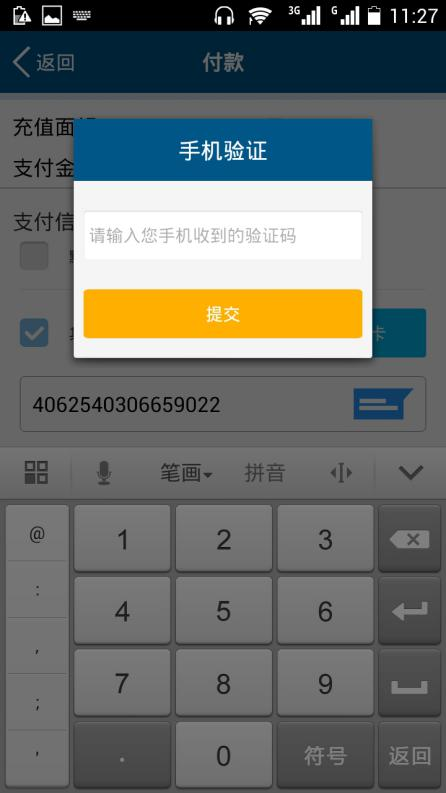 3G G 11:27
返回 付款
充值面
支付金
手机验证
支付信
请输入您手机收到的验证码
提交
卡
4062540306659022
笔画 拼音
@ 1 2 3
: 4 5 6
, 7 8 9
;
' . 0 符号 返回